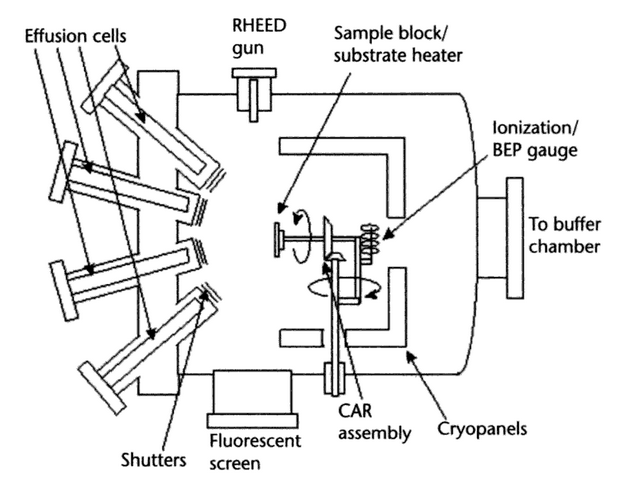 Effusion cells
RHEED
gun
Sample block/
substrate heater
Ionization/
BEP gauge
To buffer
chamber
CAR
assembly
Cryopanels
Fluorescent
screen
Shutters